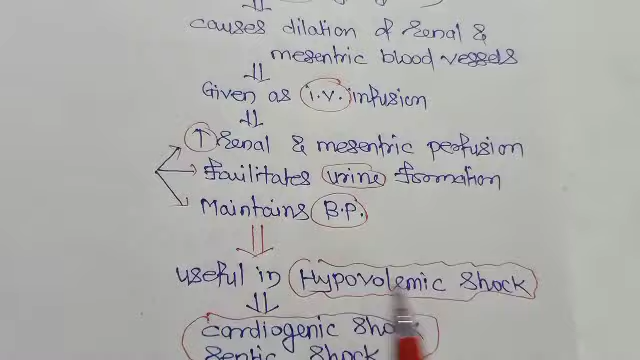 causes dilation of renal &
mesentric blood vessels
Given as i.v. infusion
↑ renal & mesentric perfusion
facilitates urine formation
Maintains B.P.
useful in Hypovolemic shock
cardiogenic shock
Septic shock